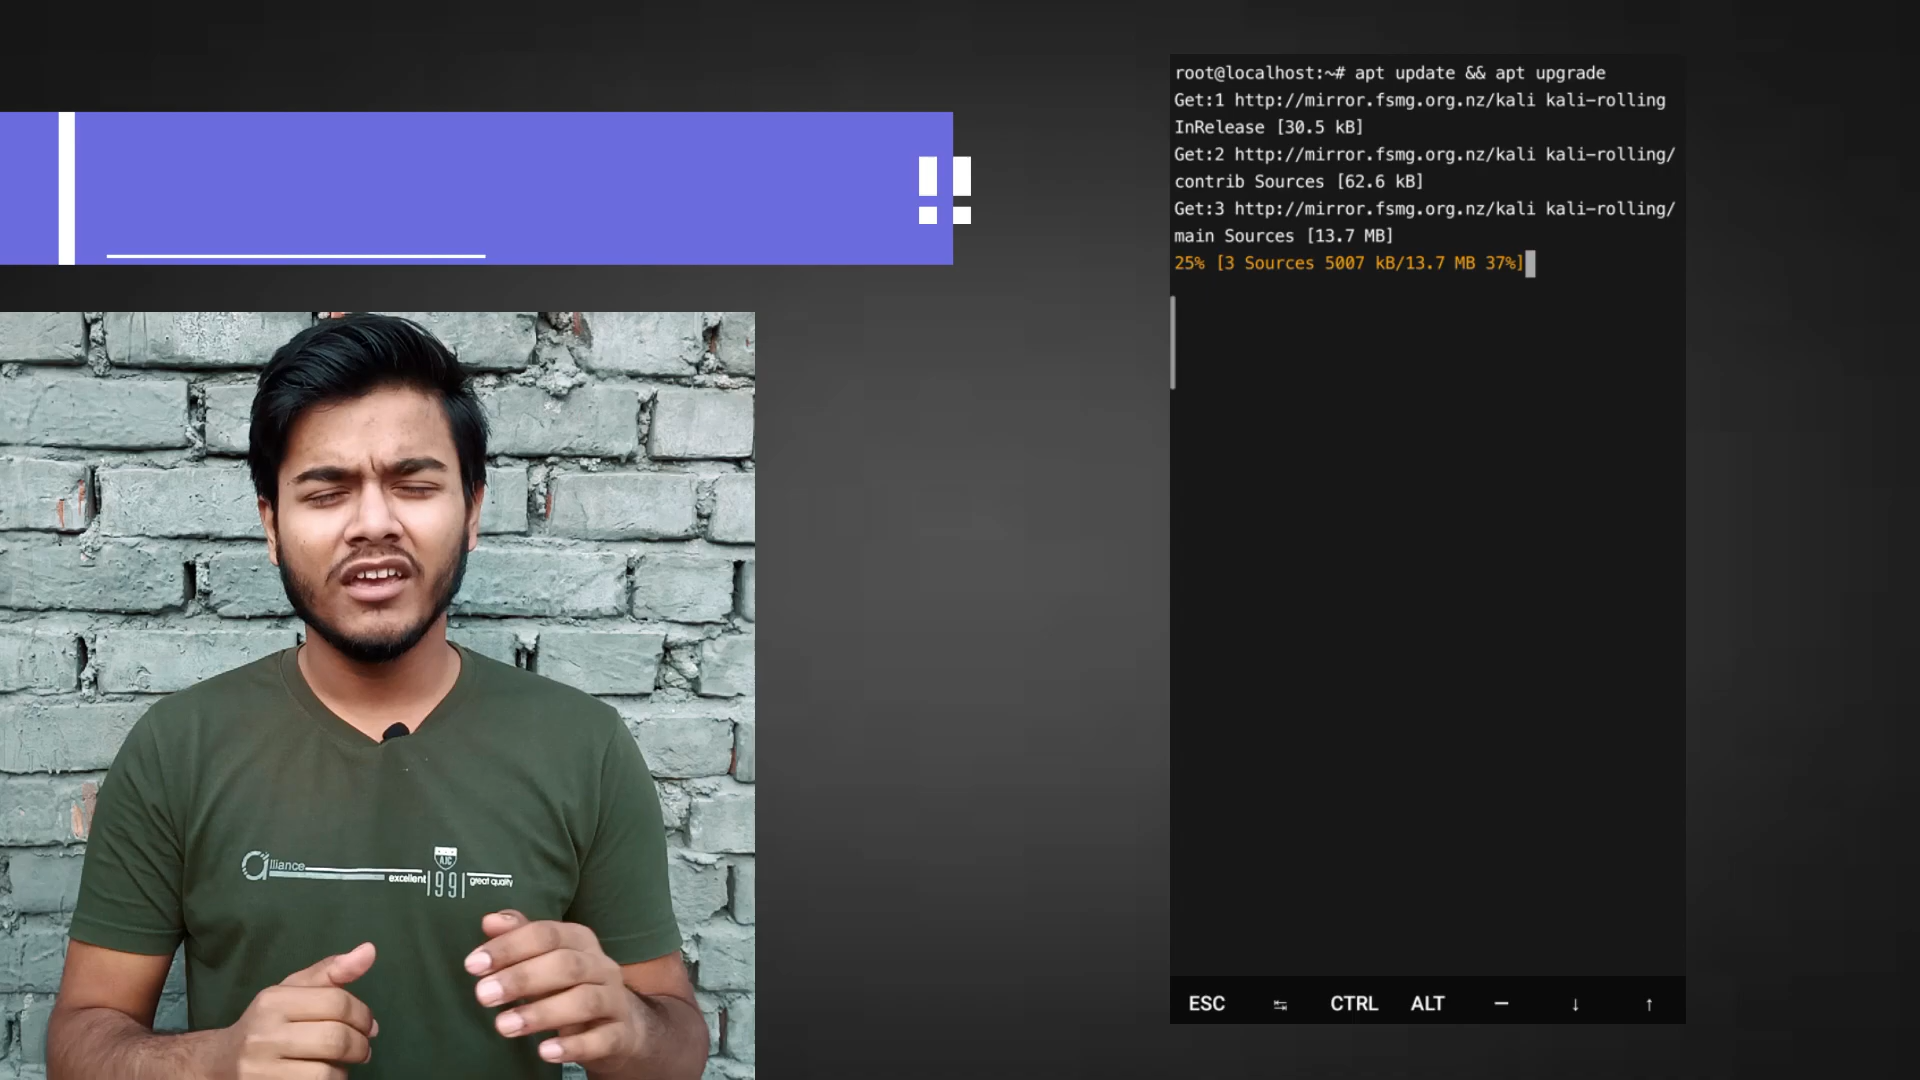 !!
root@localhost:~# apt update && apt upgrade
Get:1 http://mirror.fsmg.org.nz/kali kali-rolling
InRelease [30.5 kB]
Get:2 http://mirror.fsmg.org.nz/kali kali-rolling/
contrib Sources [62.6 kB]
Get:3 http://mirror.fsmg.org.nz/kali kali-rolling/
main Sources [13.7 MB]
25% [3 Sources 5007 kB/13.7 MB 37%]
alliance excellent AJC 99 great quality
ESC ↹ CTRL ALT – ↓ ↑